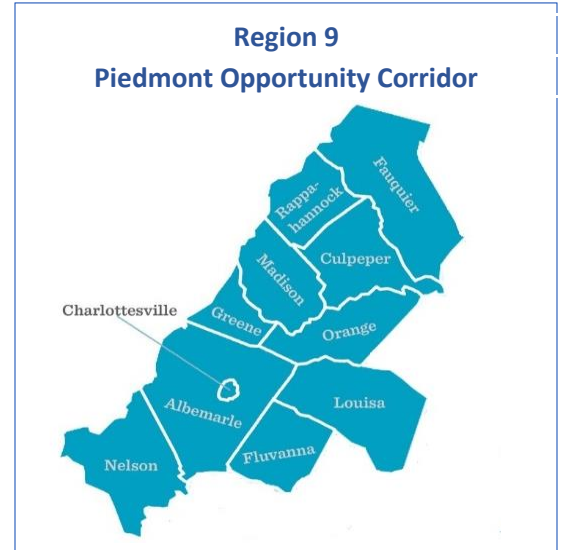 Region 9
Piedmont Opportunity Corridor
Fauquier
Rappa-
hannock
Culpeper
Madison
Charlottesville
Greene
Orange
Albemarle
Louisa
Nelson
Fluvanna